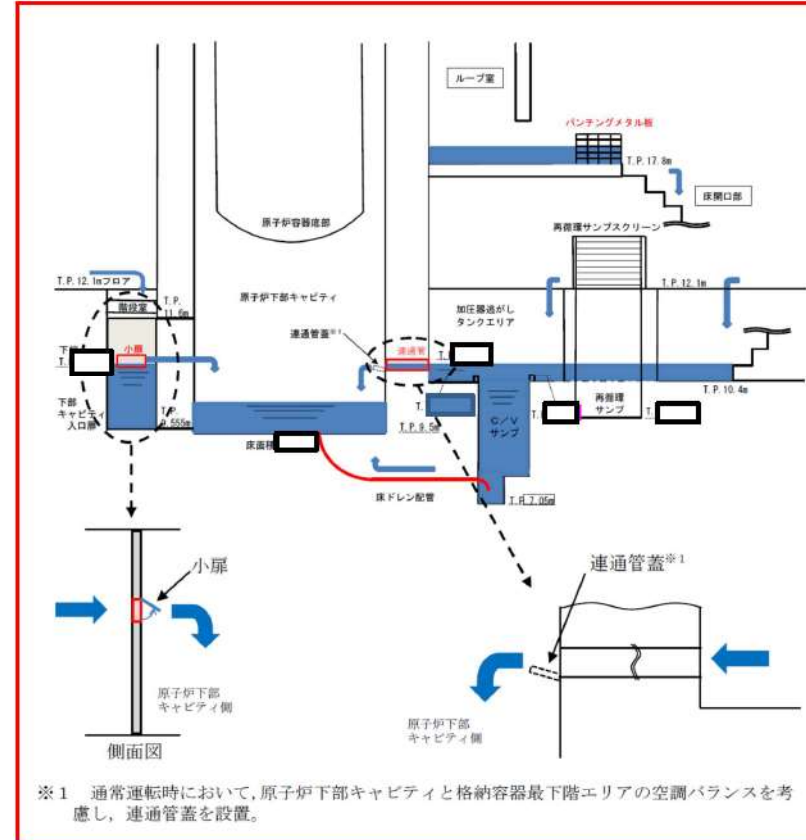 ループ室
パンチングメタル板
T.P.17.8m
床開口部
原子炉容器底部
再循環サンプスクリーン
T.P.12.1mフロア
T.P.12.1m
階段室
T.P.
11.6m
原子炉下部キャビティ
加圧器逃がし
タンクエリア
連通管蓋※1
連通管
小扉
T.
T.P.10.4m
下部
キャビティ
入口扉
T.P.
9.555m
T.
T.P.9.5m
C/V
サンプ
再循環
サンプ
床面積
床ドレン配管
T.P.7.05m
小扉
連通管蓋※1
原子炉下部
キャビティ側
側面図
原子炉下部
キャビティ側
※1 通常運転時において,原子炉下部キャビティと格納容器最下階エリアの空調バランスを考
慮し,連通管蓋を設置。